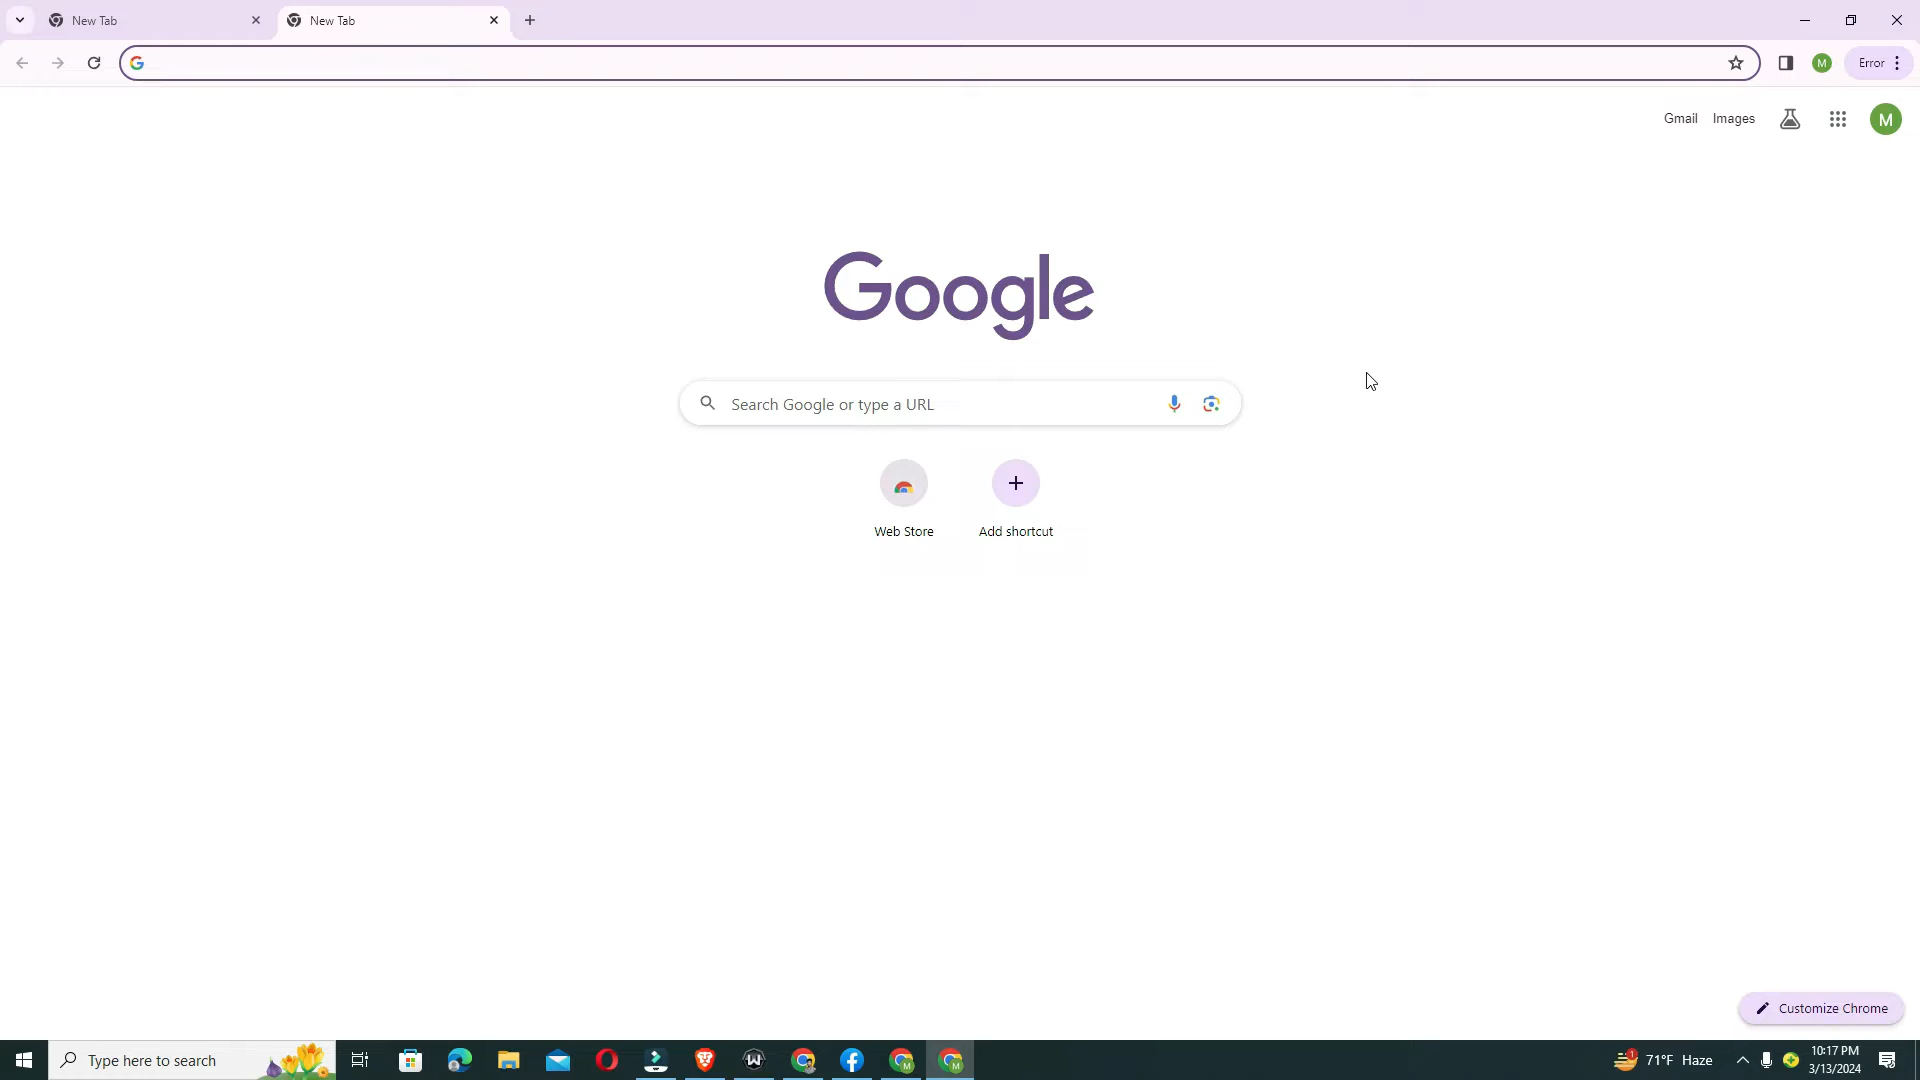 New Tab
New Tab
Error
M
Gmail Images
M
Google
Search Google or type a URL
Web Store
Add shortcut
Customize Chrome
Type here to search
1
71°F Haze
10:17 PM
3/13/2024